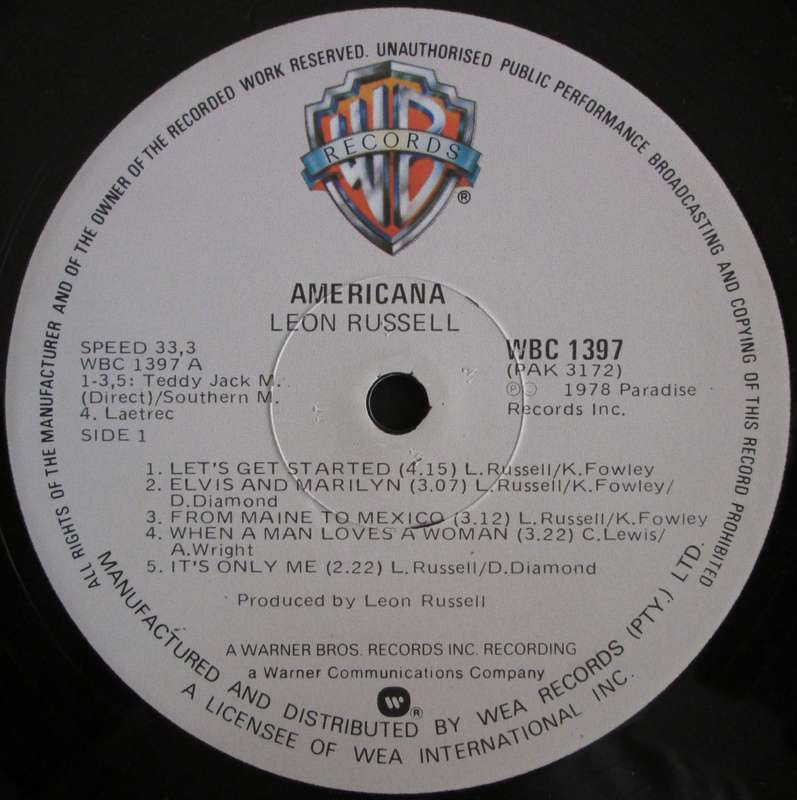 ALL RIGHTS OF THE MANUFACTURER AND OF THE OWNER OF THE RECORDED WORK RESERVED. UNAUTHORISED PUBLIC PERFORMANCE BROADCASTING AND COPYING OF THIS RECORD PROHIBITED
WB
RECORDS
®
AMERICANA
LEON RUSSELL
SPEED 33,3
WBC 1397 A
1-3,5: Teddy Jack M.
(Direct)/Southern M.
4. Laetrec
SIDE 1
WBC 1397
(PAK 3172)
℗© 1978 Paradise
Records Inc.
1. LET'S GET STARTED (4.15) L.Russell/K.Fowley
2. ELVIS AND MARILYN (3.07) L.Russell/K.Fowley/
D.Diamond
3. FROM MAINE TO MEXICO (3.12) L.Russell/K.Fowley
4. WHEN A MAN LOVES A WOMAN (3.22) C.Lewis/
A.Wright
5. IT'S ONLY ME (2.22) L.Russell/D.Diamond
Produced by Leon Russell
A WARNER BROS. RECORDS INC. RECORDING
a Warner Communications Company
®
MANUFACTURED AND DISTRIBUTED BY WEA RECORDS (PTY.) LTD.
A LICENSEE OF WEA INTERNATIONAL INC.